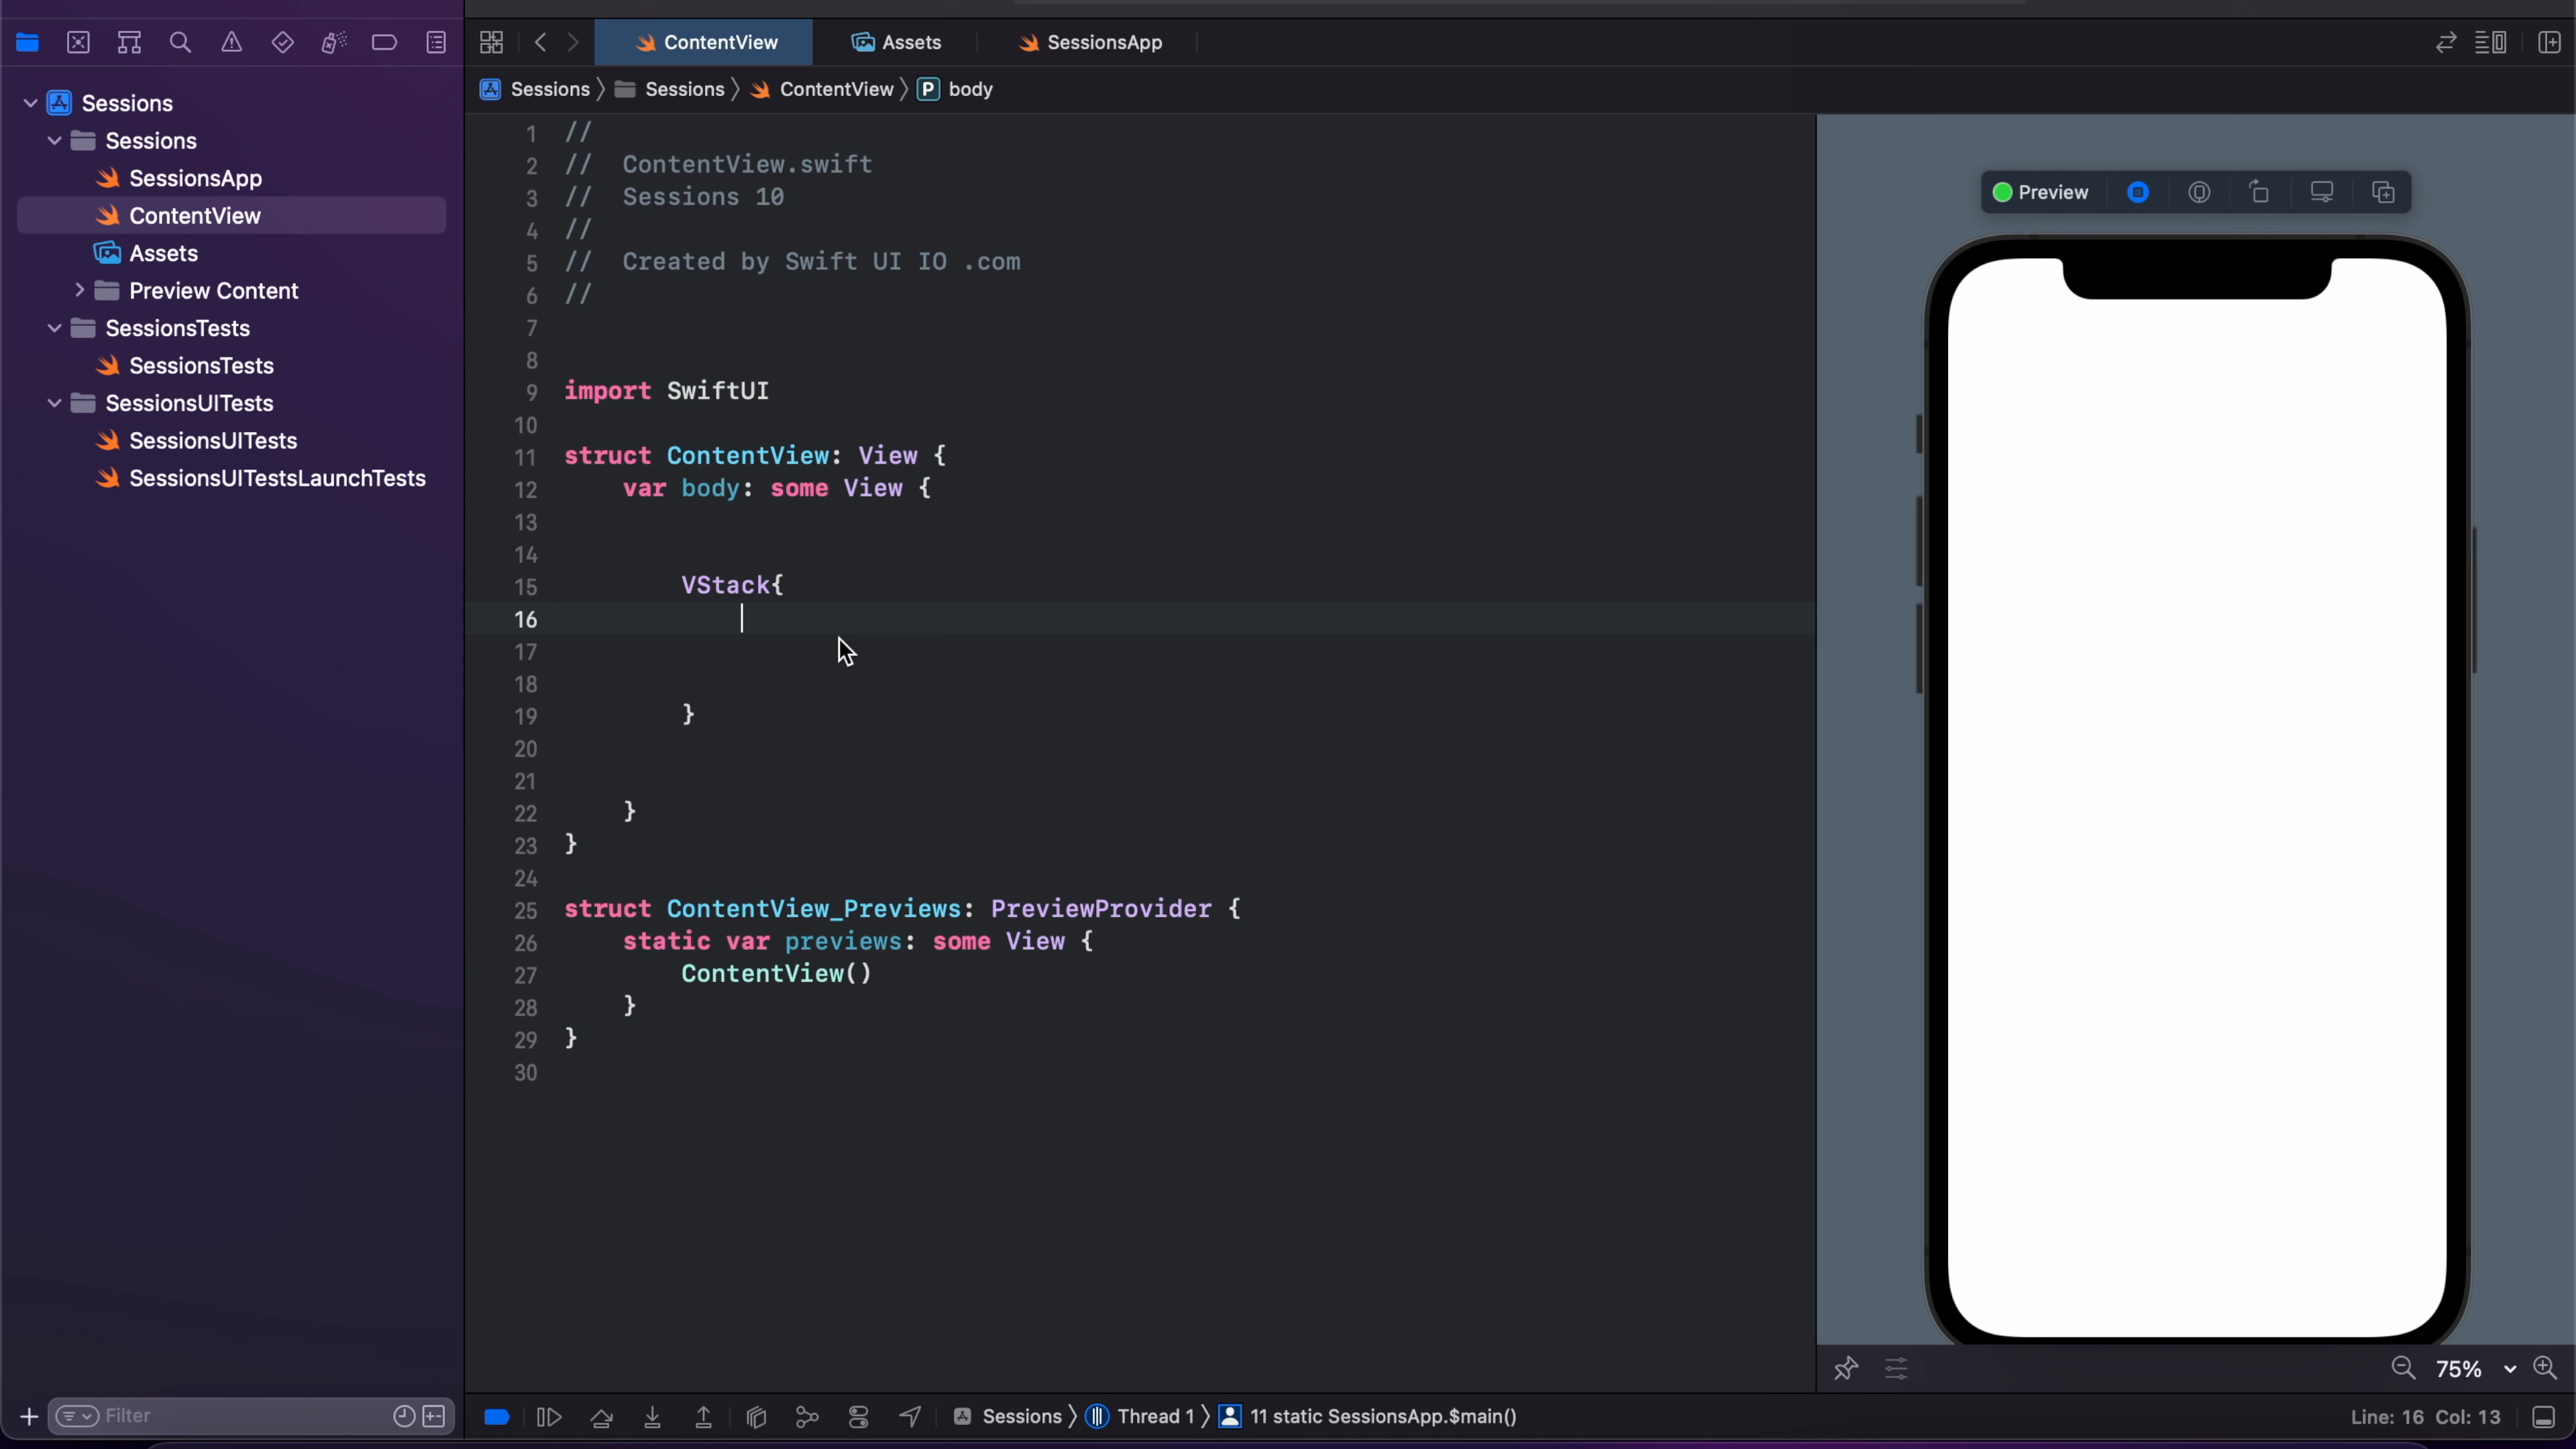 ContentView
Assets
SessionsApp
Sessions
Sessions
ContentView
P
body
Sessions
Sessions
SessionsApp
ContentView
Assets
Preview Content
SessionsTests
SessionsTests
SessionsUITests
SessionsUITests
SessionsUITestsLaunchTests
1 //
2 // ContentView.swift
3 // Sessions 10
4 //
5 // Created by Swift UI IO .com
6 //
7
8
9 import SwiftUI
10
11 struct ContentView: View {
12 var body: some View {
13
14
15 VStack{
16
17
18
19 }
20
21
22 }
23 }
24
25 struct ContentView_Previews: PreviewProvider {
26 static var previews: some View {
27 ContentView()
28 }
29 }
30
Preview
75%
Filter
Sessions
Thread 1
11 static SessionsApp.$main()
Line: 16 Col: 13